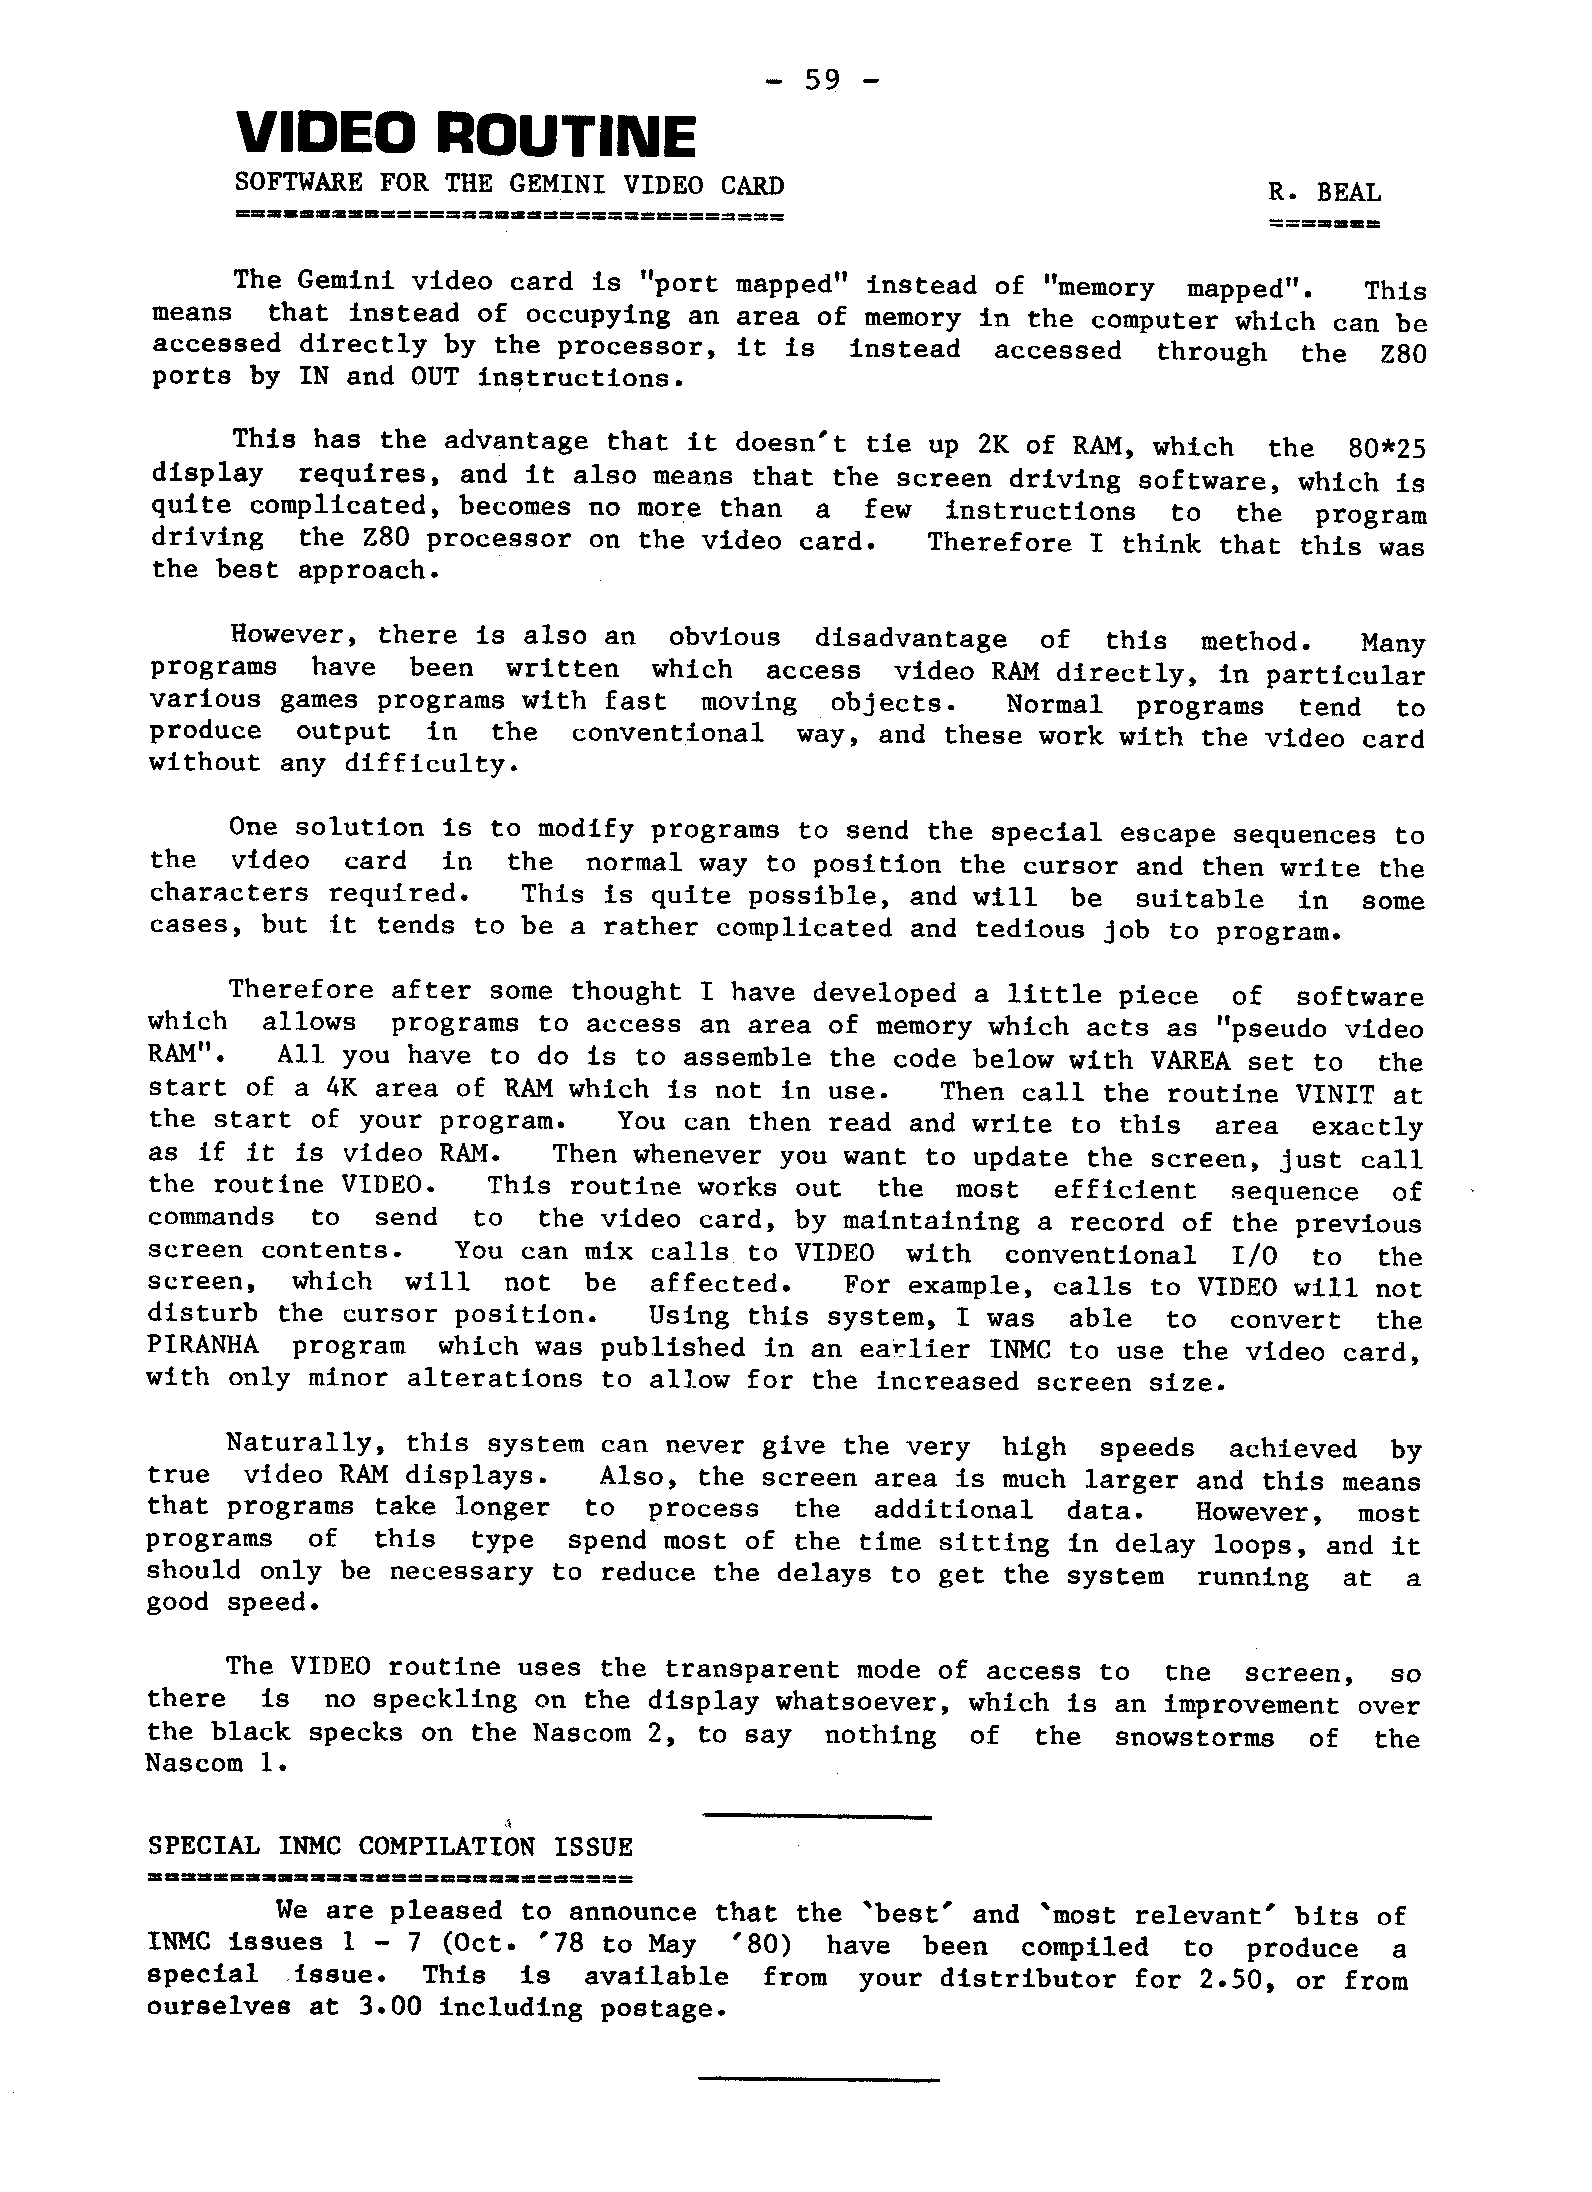 - 59 -
VIDEO ROUTINE
SOFTWARE FOR THE GEMINI VIDEO CARD
R. BEAL
==================================
=======
The Gemini video card is "port mapped" instead of "memory mapped". This
means that instead of occupying an area of memory in the computer which can be
accessed directly by the processor, it is instead accessed through the Z80
ports by IN and OUT instructions.
This has the advantage that it doesn't tie up 2K of RAM, which the 80*25
display requires, and it also means that the screen driving software, which is
quite complicated, becomes no more than a few instructions to the program
driving the Z80 processor on the video card. Therefore I think that this was
the best approach.
However, there is also an obvious disadvantage of this method. Many
programs have been written which access video RAM directly, in particular
various games programs with fast moving objects. Normal programs tend to
produce output in the conventional way, and these work with the video card
without any difficulty.
One solution is to modify programs to send the special escape sequences to
the video card in the normal way to position the cursor and then write the
characters required. This is quite possible, and will be suitable in some
cases, but it tends to be a rather complicated and tedious job to program.
Therefore after some thought I have developed a little piece of software
which allows programs to access an area of memory which acts as "pseudo video
RAM". All you have to do is to assemble the code below with VAREA set to the
start of a 4K area of RAM which is not in use. Then call the routine VINIT at
the start of your program. You can then read and write to this area exactly
as if it is video RAM. Then whenever you want to update the screen, just call
the routine VIDEO. This routine works out the most efficient sequence of
commands to send to the video card, by maintaining a record of the previous
screen contents. You can mix calls to VIDEO with conventional I/O to the
screen, which will not be affected. For example, calls to VIDEO will not
disturb the cursor position. Using this system, I was able to convert the
PIRANHA program which was published in an earlier INMC to use the video card,
with only minor alterations to allow for the increased screen size.
Naturally, this system can never give the very high speeds achieved by
true video RAM displays. Also, the screen area is much larger and this means
that programs take longer to process the additional data. However, most
programs of this type spend most of the time sitting in delay loops, and it
should only be necessary to reduce the delays to get the system running at a
good speed.
The VIDEO routine uses the transparent mode of access to the screen, so
there is no speckling on the display whatsoever, which is an improvement over
the black specks on the Nascom 2, to say nothing of the snowstorms of the
Nascom 1.
SPECIAL INMC COMPILATION ISSUE
==============================
We are pleased to announce that the `best' and `most relevant' bits of
INMC issues 1 - 7 (Oct. '78 to May '80) have been compiled to produce a
special issue. This is available from your distributor for 2.50, or from
ourselves at 3.00 including postage.